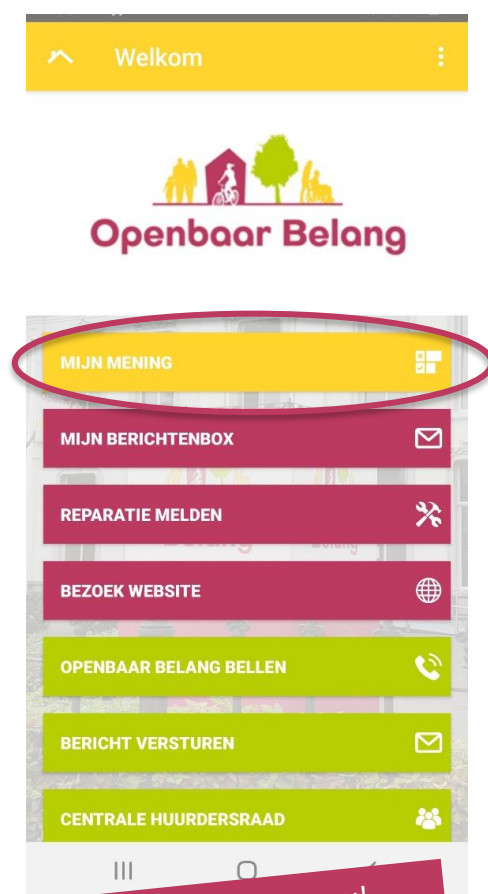 Welkom
Openbaar Belang
MIJN MENING
MIJN BERICHTENBOX
REPARATIE MELDEN
BEZOEK WEBSITE
OPENBAAR BELANG BELLEN
BERICHT VERSTUREN
CENTRALE HUURDERSRAAD